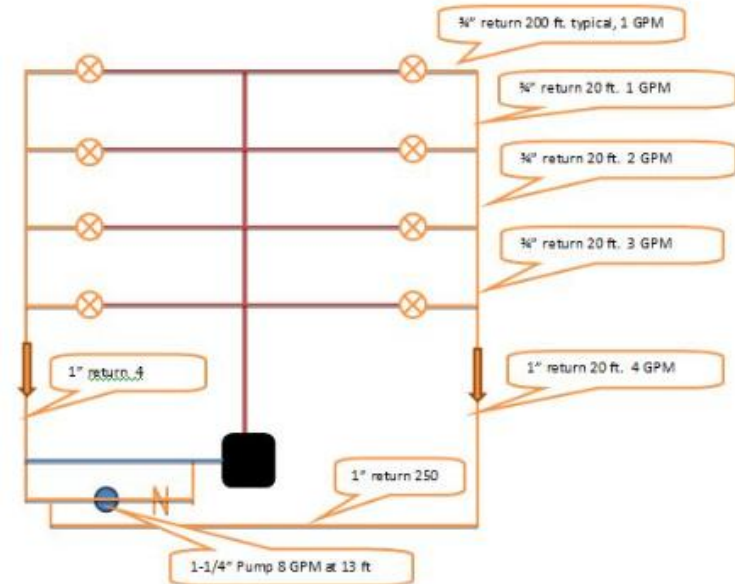 ¾" return 200 ft. typical, 1 GPM
¾" return 20 ft. 1 GPM
¾" return 20 ft. 2 GPM
¾" return 20 ft. 3 GPM
1" return 4
1" return 20 ft. 4 GPM
1" return 250
N
1-1/4" Pump 8 GPM at 13 ft